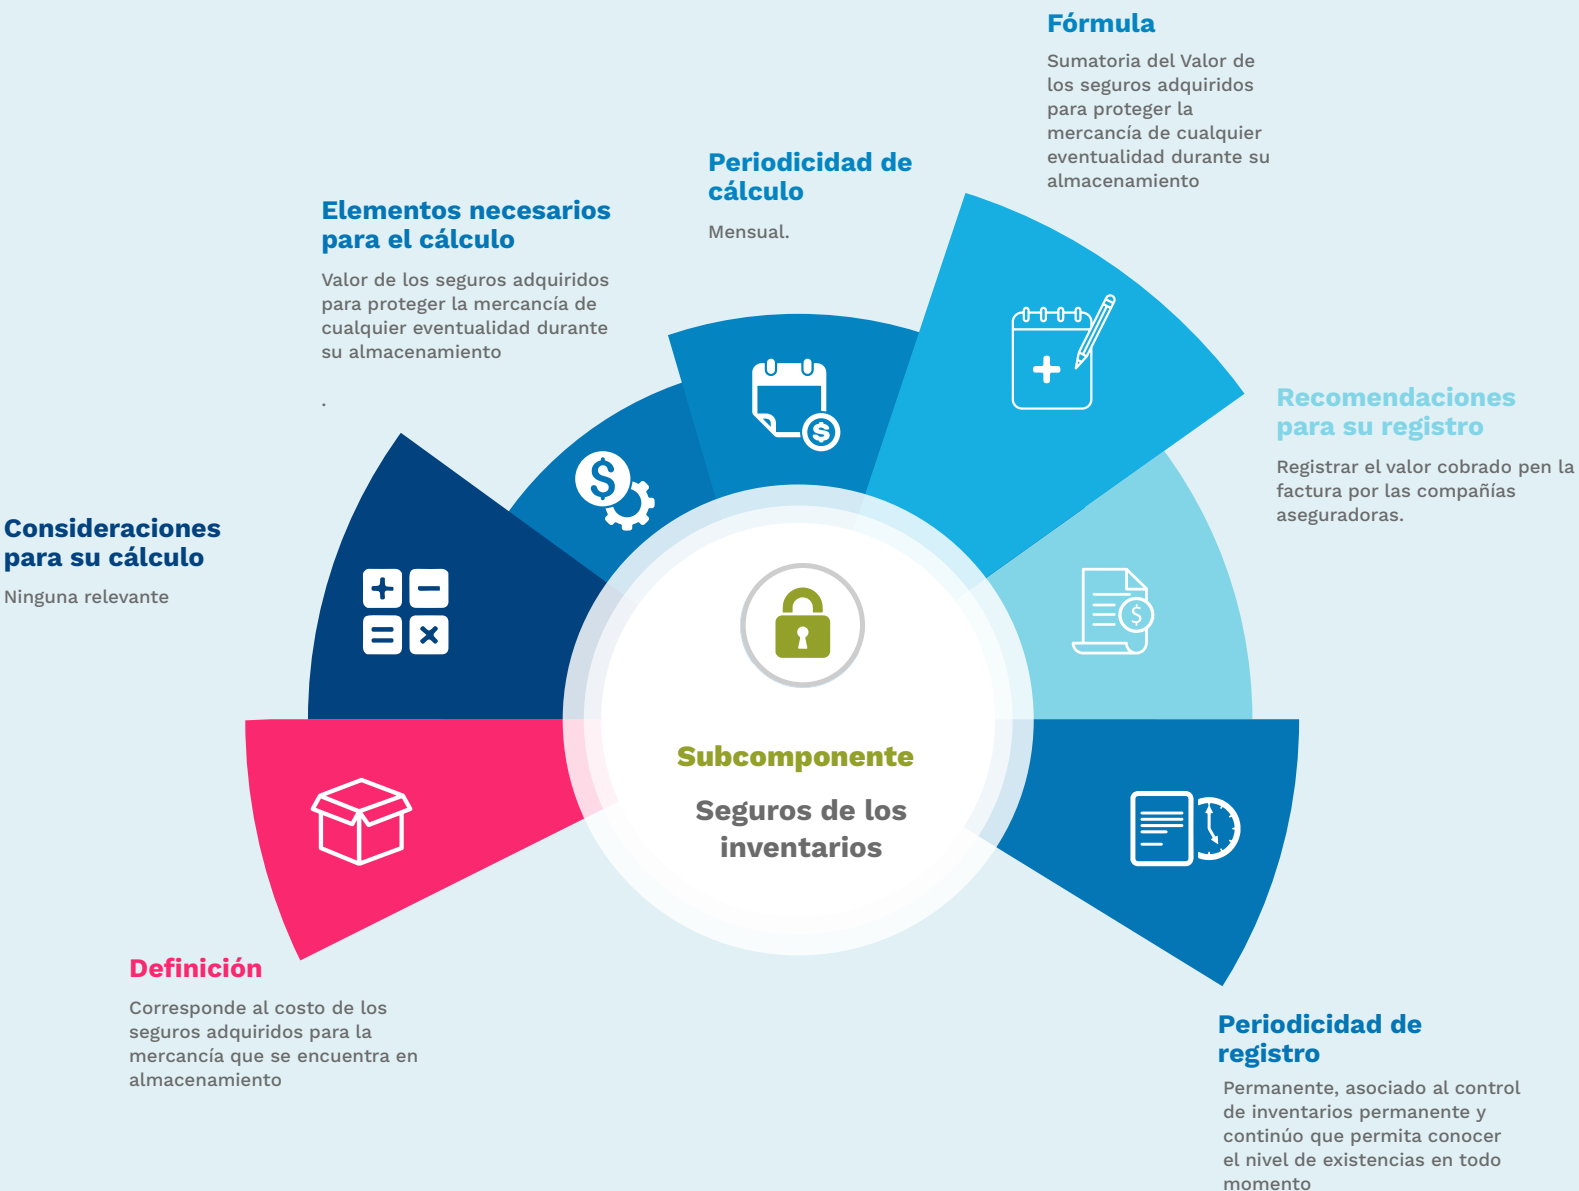 Fórmula
Sumatoria del Valor de
los seguros adquiridos
para proteger la
mercancía de cualquier
eventualidad durante su
almacenamiento
Periodicidad de
cálculo
Mensual.
Elementos necesarios
para el cálculo
Valor de los seguros adquiridos
para proteger la mercancía de
cualquier eventualidad durante
su almacenamiento
.
Recomendaciones
para su registro
Registrar el valor cobrado pen la
factura por las compañías
aseguradoras.
Consideraciones
para su cálculo
Ninguna relevante
Subcomponente
Seguros de los
inventarios
Definición
Corresponde al costo de los
seguros adquiridos para la
mercancía que se encuentra en
almacenamiento
Periodicidad de
registro
Permanente, asociado al control
de inventarios permanente y
continúo que permita conocer
el nivel de existencias en todo
momento